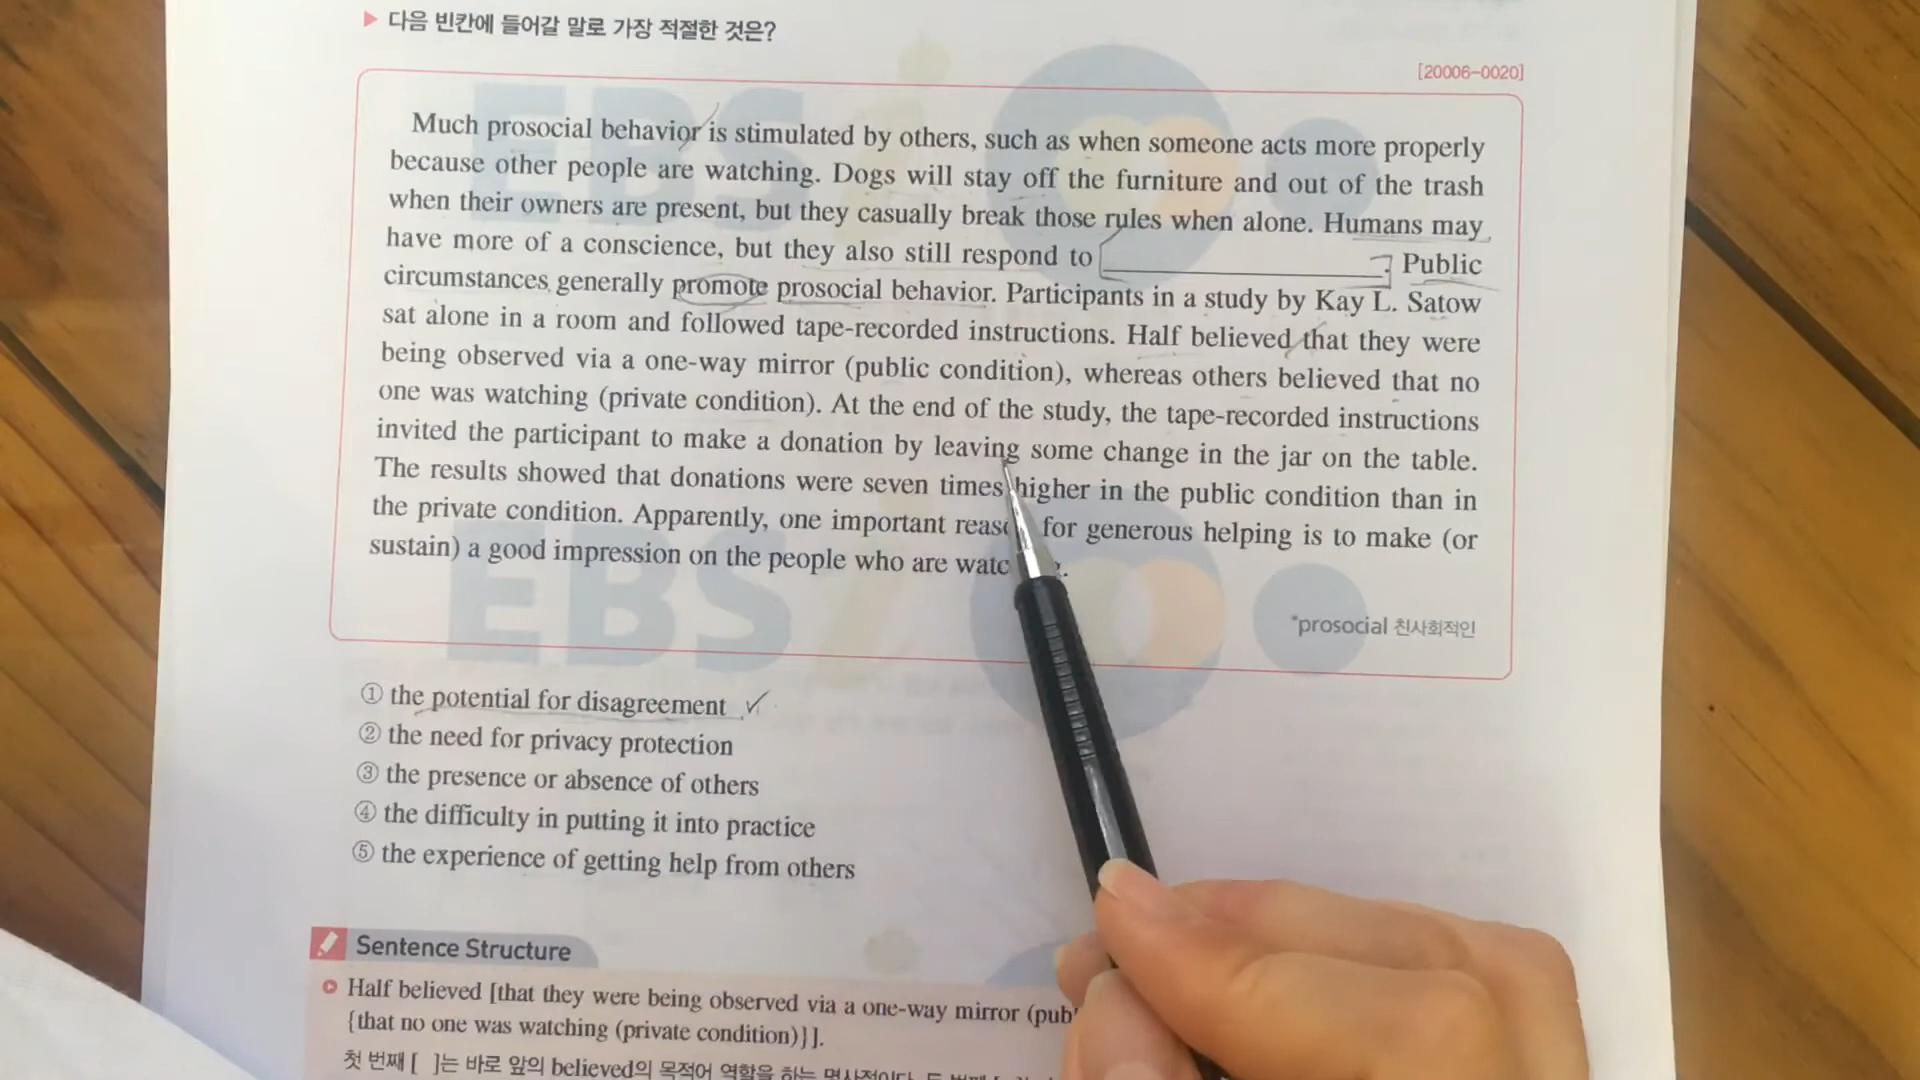 다음 빈칸에 들어갈 말로 가장 적절한 것은?
[20006-0020]
Much prosocial behavior is stimulated by others, such as when someone acts more properly
because other people are watching. Dogs will stay off the furniture and out of the trash
when their owners are present, but they casually break those rules when alone. Humans may
have more of a conscience, but they also still respond to ____________________. Public
circumstances generally promote prosocial behavior. Participants in a study by Kay L. Satow
sat alone in a room and followed tape-recorded instructions. Half believed that they were
being observed via a one-way mirror (public condition), whereas others believed that no
one was watching (private condition). At the end of the study, the tape-recorded instructions
invited the participant to make a donation by leaving some change in the jar on the table.
The results showed that donations were seven times higher in the public condition than in
the private condition. Apparently, one important reas for generous helping is to make (or
sustain) a good impression on the people who are watc
*prosocial 친사회적인
EBS
EBS
① the potential for disagreement
② the need for privacy protection
③ the presence or absence of others
④ the difficulty in putting it into practice
⑤ the experience of getting help from others
Sentence Structure
Half believed [that they were being observed via a one-way mirror (pub
{that no one was watching (private condition)}].
첫 번째 [ ]는 바로 앞의 believed의 목적어 역할을 하는